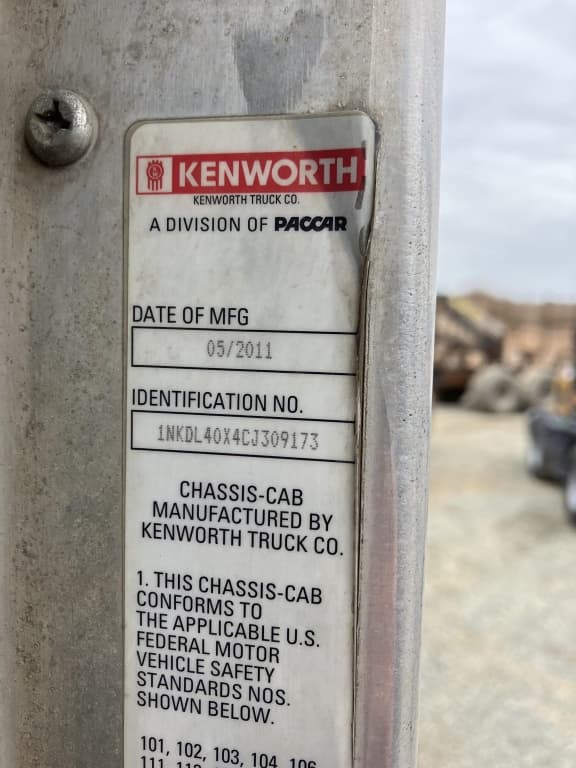 KENWORTH
KENWORTH TRUCK CO.
A DIVISION OF PACCAR
DATE OF MFG
05/2011
IDENTIFICATION NO.
1NKDL40X4CJ309173
CHASSIS-CAB
MANUFACTURED BY
KENWORTH TRUCK CO.
1. THIS CHASSIS-CAB
CONFORMS TO
THE APPLICABLE U.S.
FEDERAL MOTOR
VEHICLE SAFETY
STANDARDS NOS.
SHOWN BELOW.
101, 102, 103, 104, 106
111,